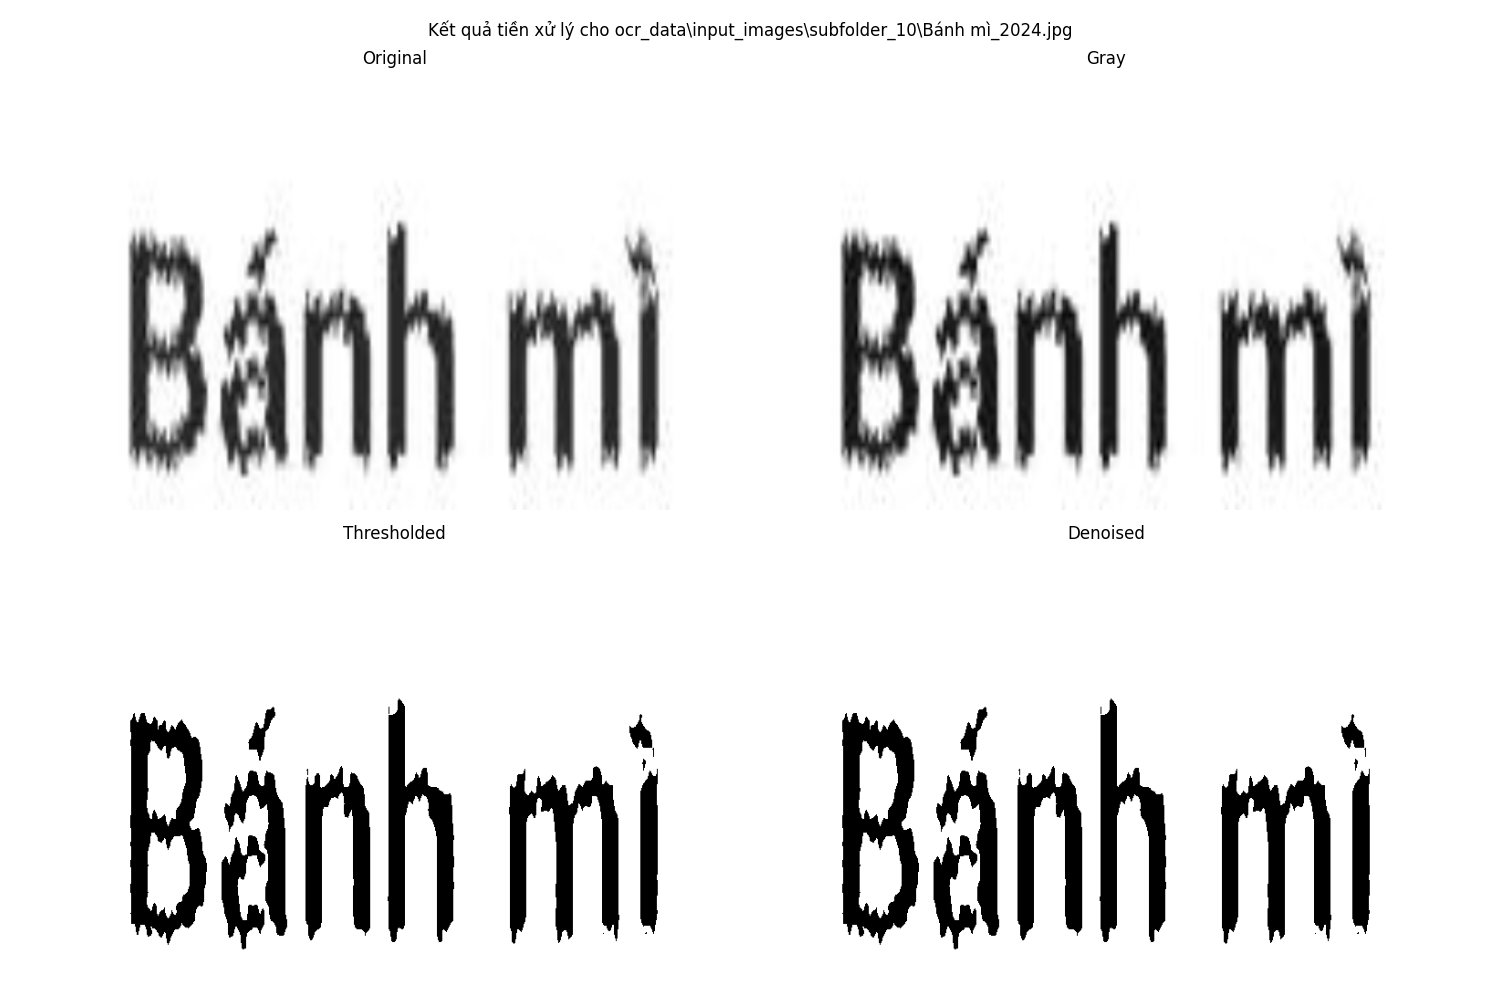 Kết quả tiền xử lý cho ocr_data\input_images\subfolder_10\Bánh mì_2024.jpg
Original
Gray
Bánh mì
Bánh mì
Thresholded
Denoised
Bánh mì
Bánh mì